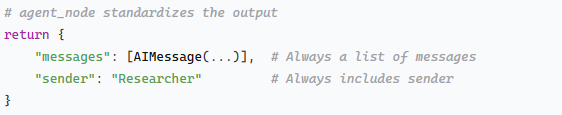 # agent_node standardizes the output
return {
    "messages": [AIMessage(...)],  # Always a list of messages
    "sender": "Researcher"         # Always includes sender
}